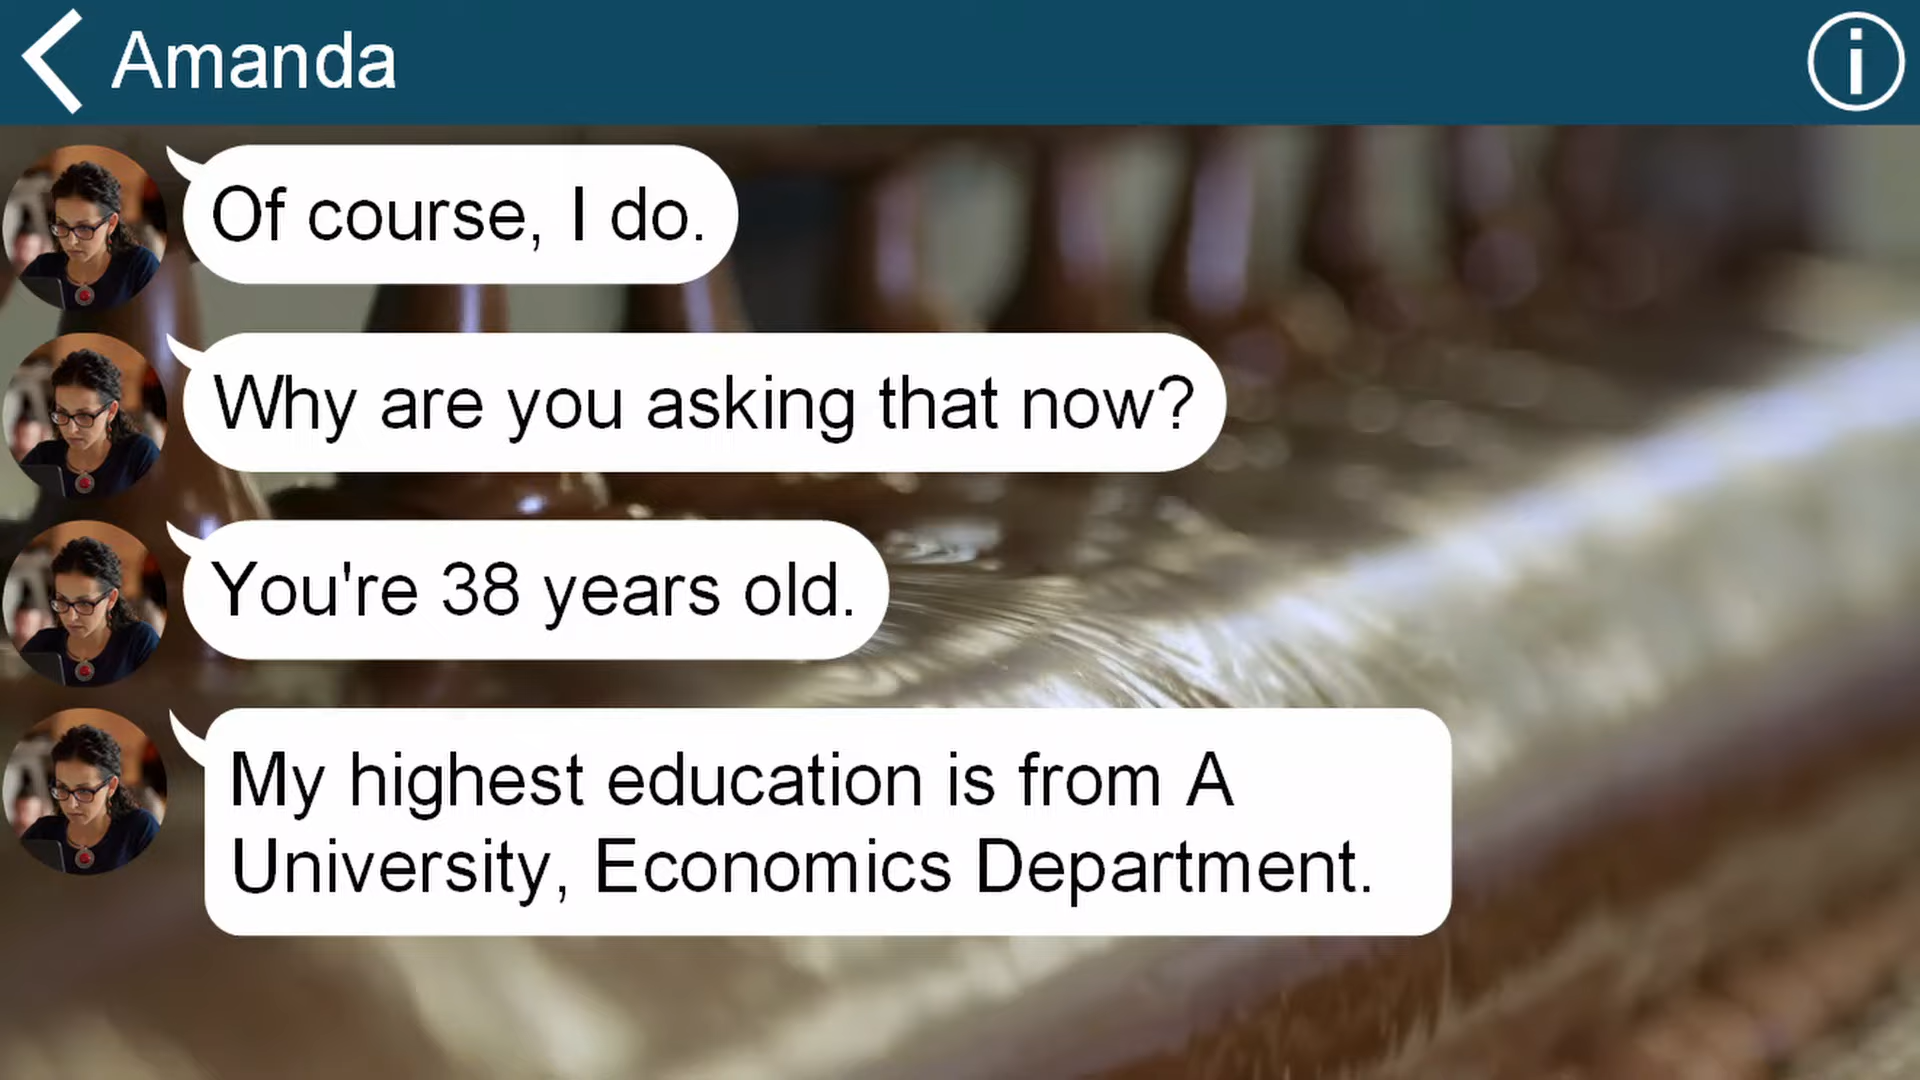 Amanda
Of course, I do.
Why are you asking that now?
You're 38 years old.
My highest education is from A
University, Economics Department.